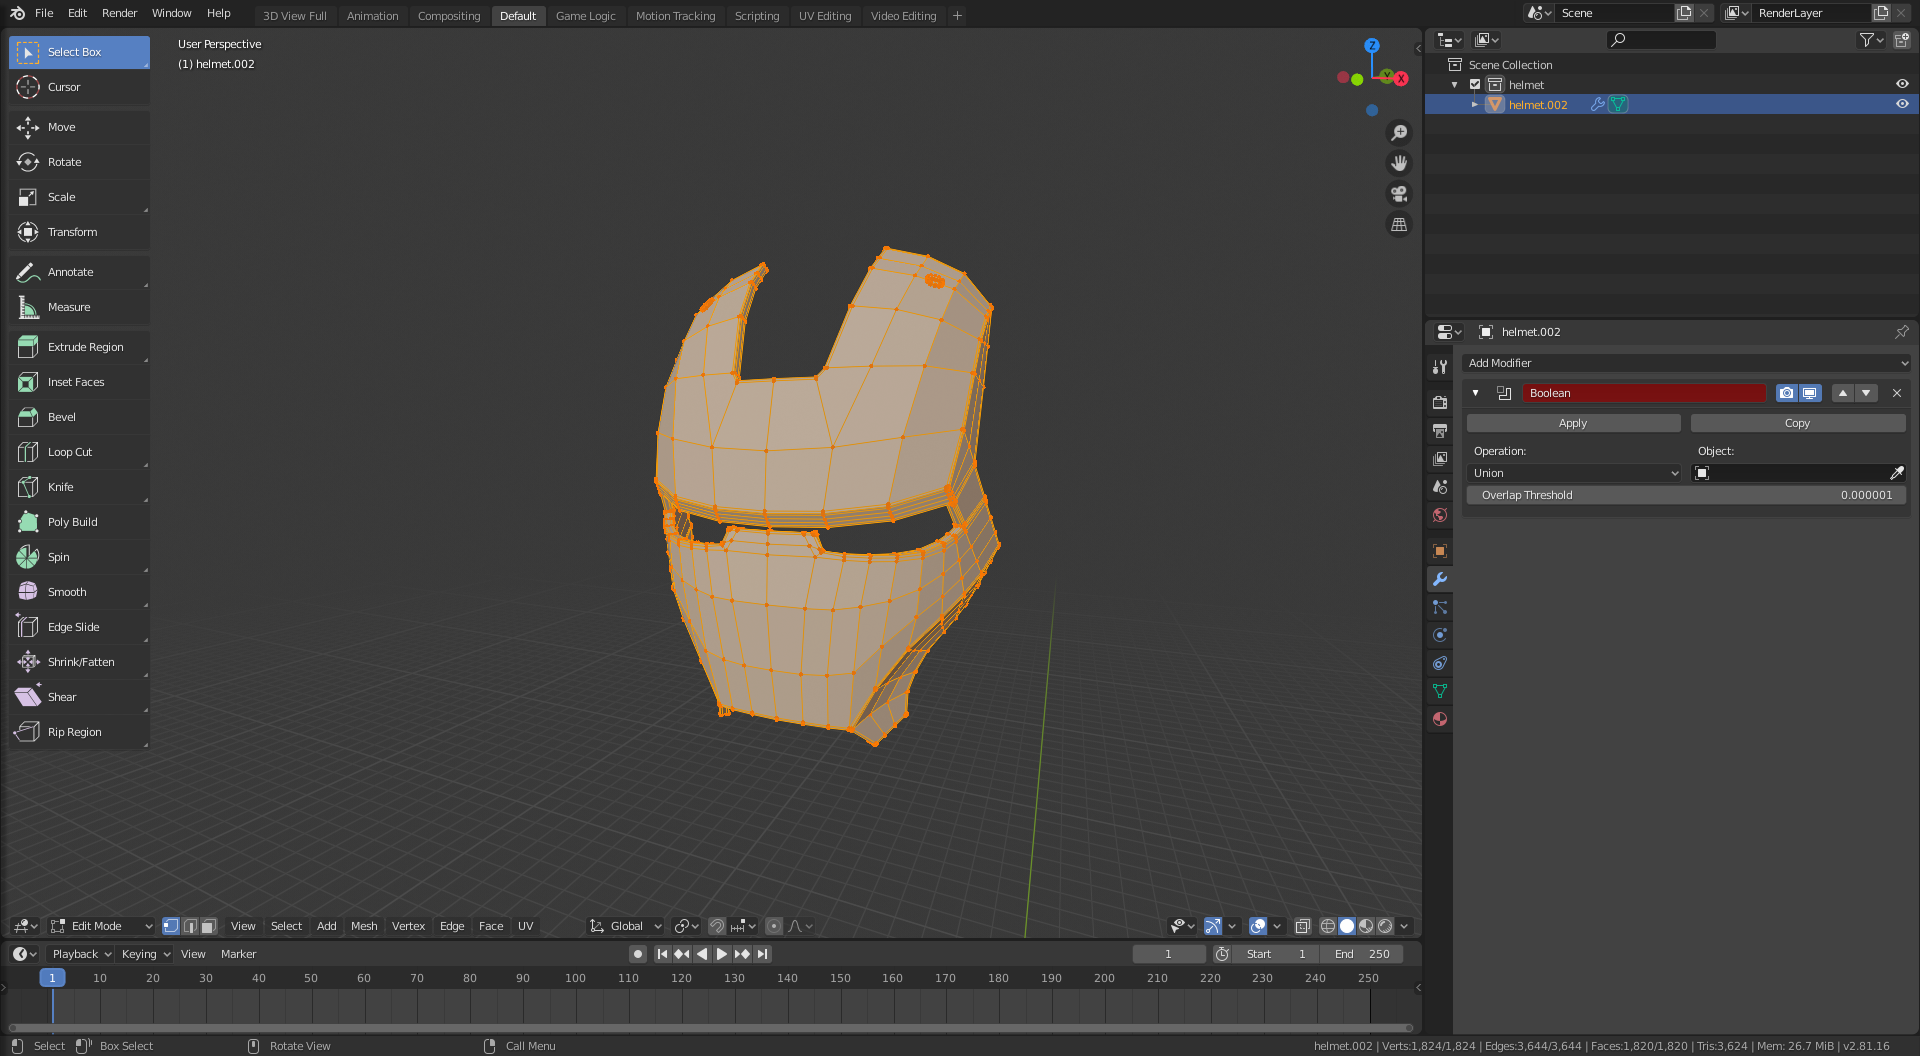 File Edit Render Window Help 3D View Full Animation Compositing Default Game Logic Motion Tracking Scripting UV Editing Video Editing + Scene RenderLayer
User Perspective
(1) helmet.002
Select Box
Cursor
Move
Rotate
Scale
Transform
Annotate
Measure
Extrude Region
Inset Faces
Bevel
Loop Cut
Knife
Poly Build
Spin
Smooth
Edge Slide
Shrink/Fatten
Shear
Rip Region
Z
Y
X
Scene Collection
helmet
helmet.002
helmet.002
Add Modifier
Boolean
Apply Copy
Operation: Object:
Union
Overlap Threshold 0.000001
Edit Mode View Select Add Mesh Vertex Edge Face UV Global
Playback Keying View Marker 1 Start 1 End 250
1 10 20 30 40 50 60 70 80 90 100 110 120 130 140 150 160 170 180 190 200 210 220 230 240 250
Select Box Select Rotate View Call Menu helmet.002 | Verts:1,824/1,824 | Edges:3,644/3,644 | Faces:1,820/1,820 | Tris:3,624 | Mem: 26.7 MiB | v2.81.16